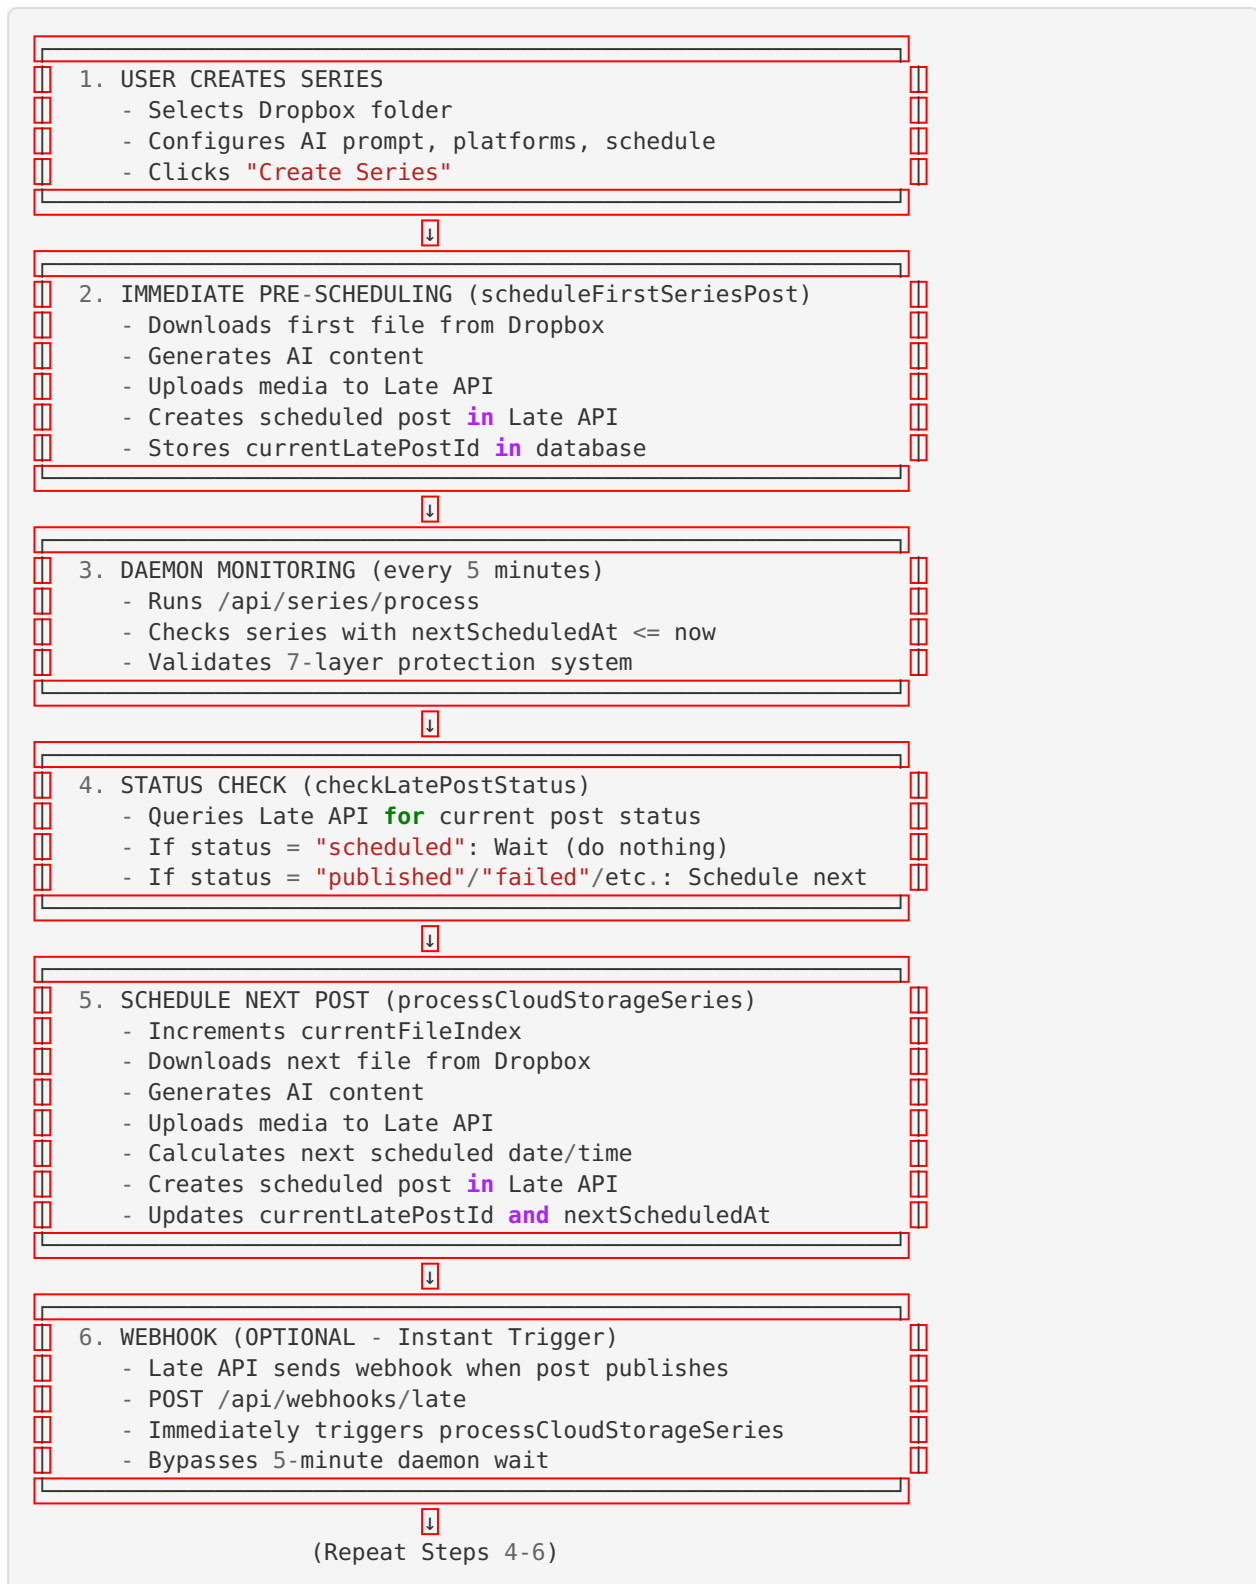 1. USER CREATES SERIES
- Selects Dropbox folder
- Configures AI prompt, platforms, schedule
- Clicks "Create Series"
↓
2. IMMEDIATE PRE-SCHEDULING (scheduleFirstSeriesPost)
- Downloads first file from Dropbox
- Generates AI content
- Uploads media to Late API
- Creates scheduled post in Late API
- Stores currentLatePostId in database
↓
3. DAEMON MONITORING (every 5 minutes)
- Runs /api/series/process
- Checks series with nextScheduledAt <= now
- Validates 7-layer protection system
↓
4. STATUS CHECK (checkLatePostStatus)
- Queries Late API for current post status
- If status = "scheduled": Wait (do nothing)
- If status = "published"/"failed"/etc.: Schedule next
↓
5. SCHEDULE NEXT POST (processCloudStorageSeries)
- Increments currentFileIndex
- Downloads next file from Dropbox
- Generates AI content
- Uploads media to Late API
- Calculates next scheduled date/time
- Creates scheduled post in Late API
- Updates currentLatePostId and nextScheduledAt
↓
6. WEBHOOK (OPTIONAL - Instant Trigger)
- Late API sends webhook when post publishes
- POST /api/webhooks/late
- Immediately triggers processCloudStorageSeries
- Bypasses 5-minute daemon wait
↓
(Repeat Steps 4-6)